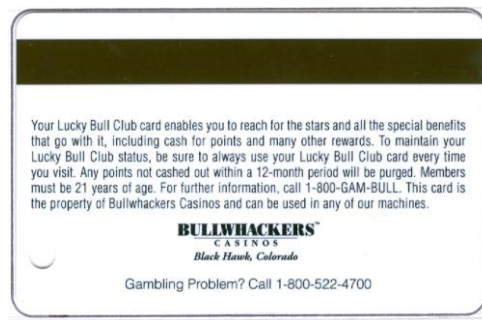 Your Lucky Bull Club card enables you to reach for the stars and all the special benefits
that go with it, including cash for points and many other rewards. To maintain your
Lucky Bull Club status, be sure to always use your Lucky Bull Club card every time
you visit. Any points not cashed out within a 12-month period will be purged. Members
must be 21 years of age. For further information, call 1-800-GAM-BULL. This card is
the property of Bullwhackers Casinos and can be used in any of our machines.
BULLWHACKERS™
CASINOS
Black Hawk, Colorado
Gambling Problem? Call 1-800-522-4700